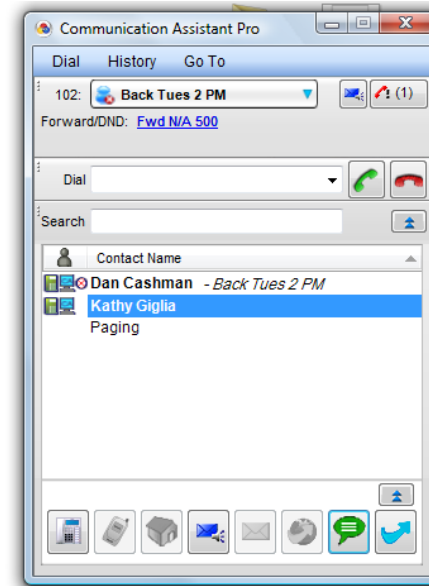 Communication Assistant Pro
Dial History Go To
102: Back Tues 2 PM (1)
Forward/DND: Fwd N/A 500
Dial
Search
Contact Name
Dan Cashman - Back Tues 2 PM
Kathy Giglia
Paging